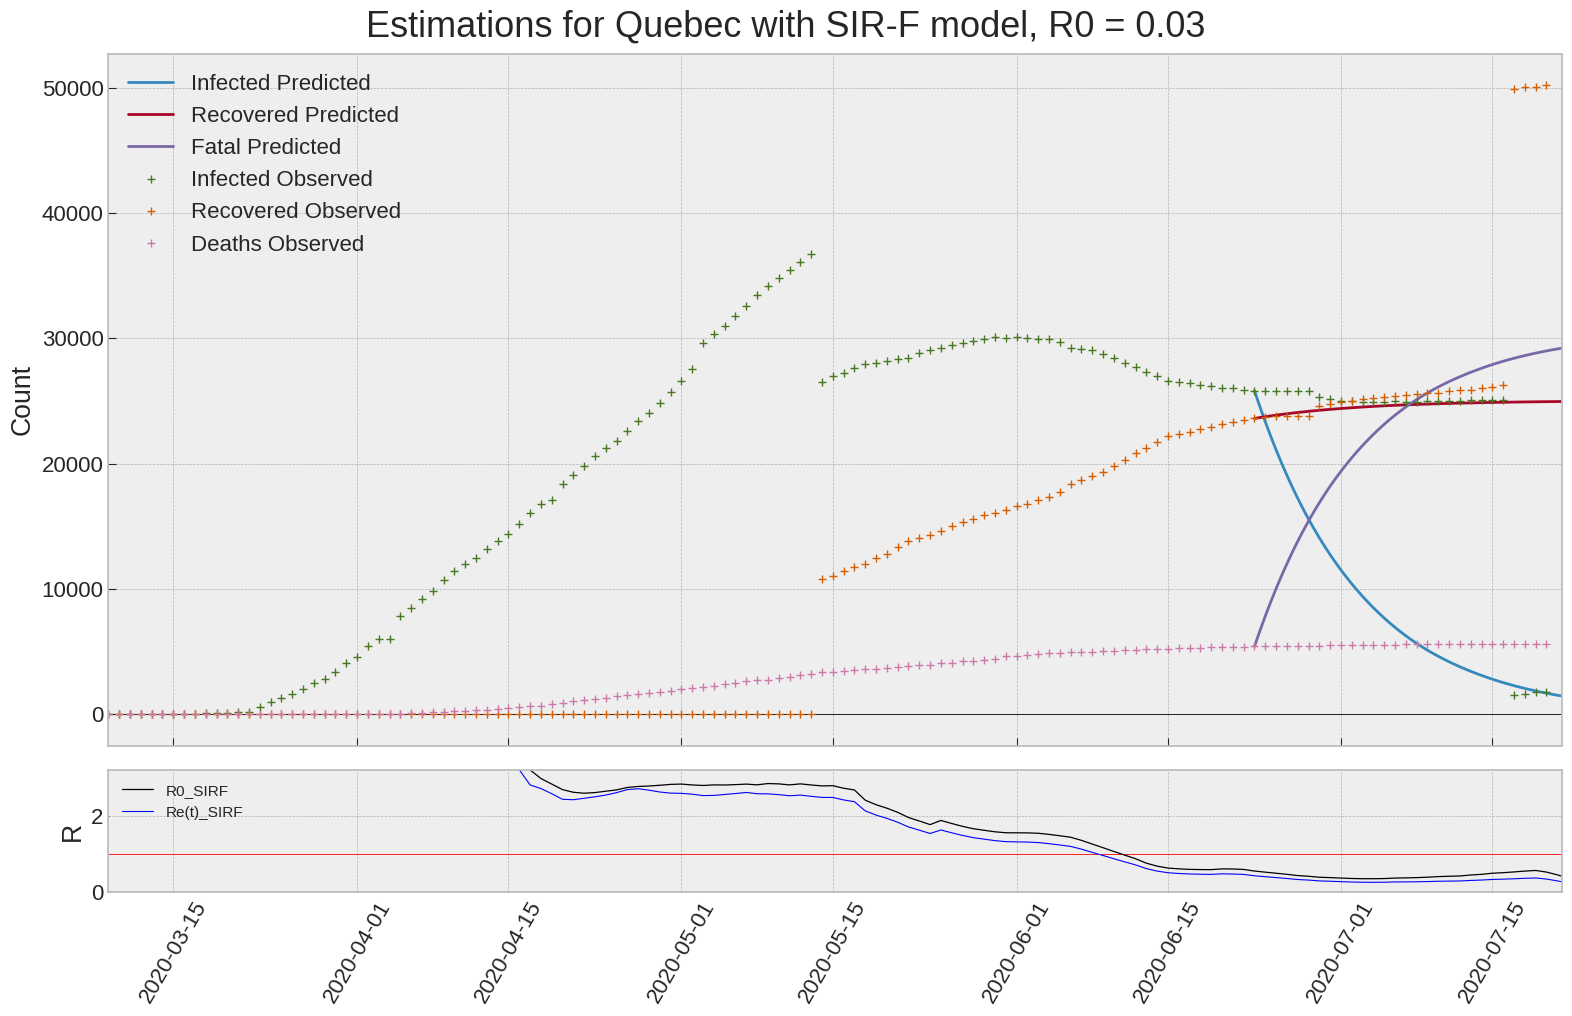 Estimations for Quebec with SIR-F model, R0 = 0.03
Count
50000
40000
30000
20000
10000
0
Infected Predicted
Recovered Predicted
Fatal Predicted
Infected Observed
Recovered Observed
Deaths Observed
R
2
0
R0_SIRF
Re(t)_SIRF
2020-03-15
2020-04-01
2020-04-15
2020-05-01
2020-05-15
2020-06-01
2020-06-15
2020-07-01
2020-07-15